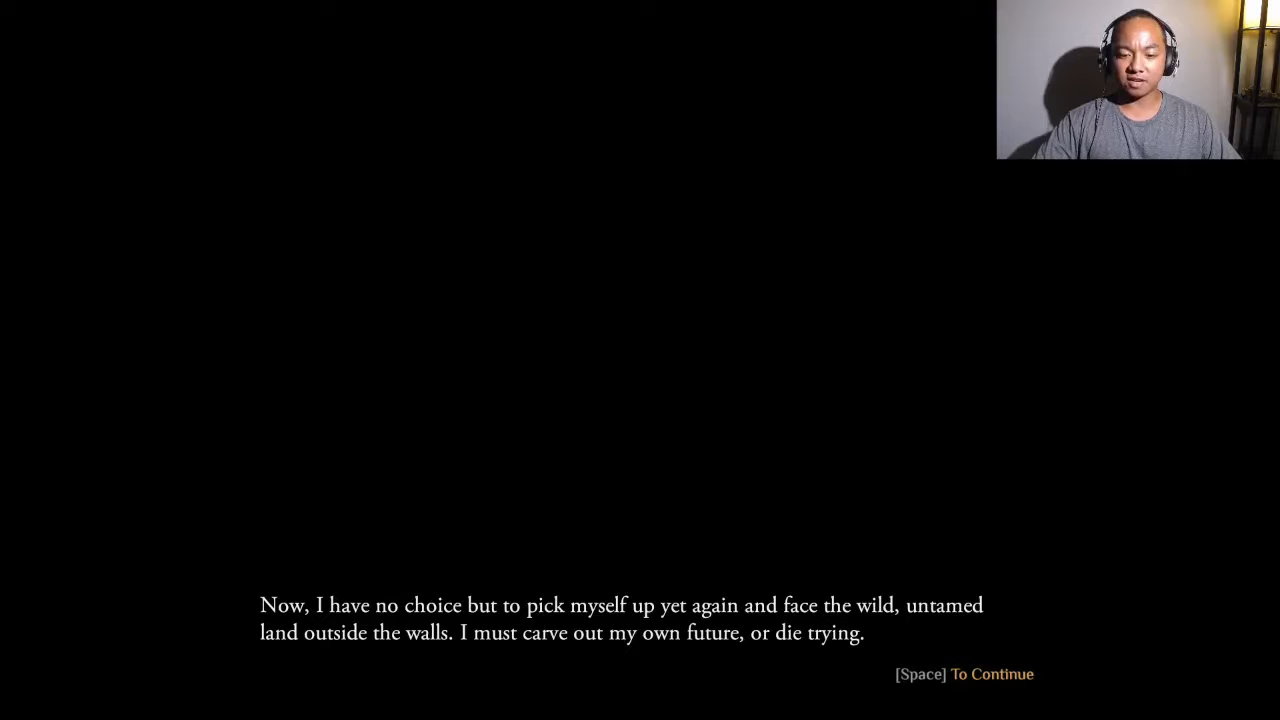 Now, I have no choice but to pick myself up yet again and face the wild, untamed
land outside the walls. I must carve out my own future, or die trying.
[Space] To Continue